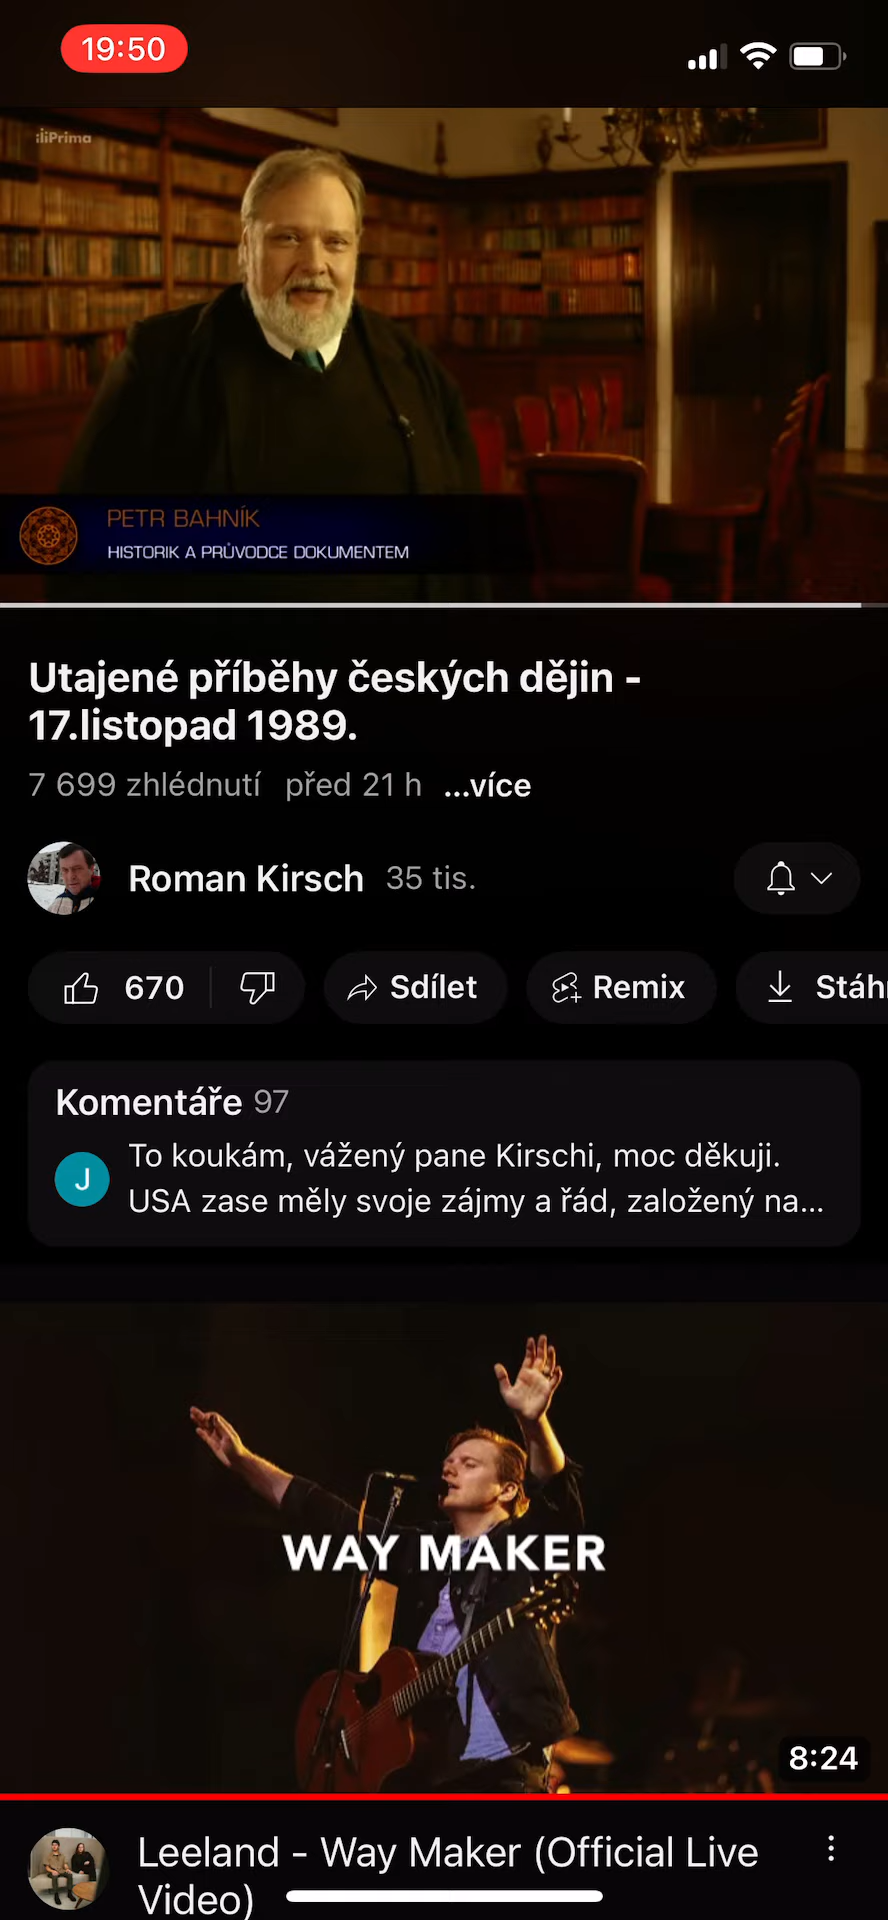 19:50
iPrima
PETR BAHNÍK
HISTORIK A PRŮVODCE DOKUMENTEM
Utajené příběhy českých dějin -
17.listopad 1989.
7 699 zhlédnutí před 21 h ...více
Roman Kirsch 35 tis.
670 Sdílet Remix Stáh
Komentáře 97
J
To koukám, vážený pane Kirschi, moc děkuji.
USA zase měly svoje zájmy a řád, založený na...
WAY MAKER
8:24
Leeland - Way Maker (Official Live
Video)